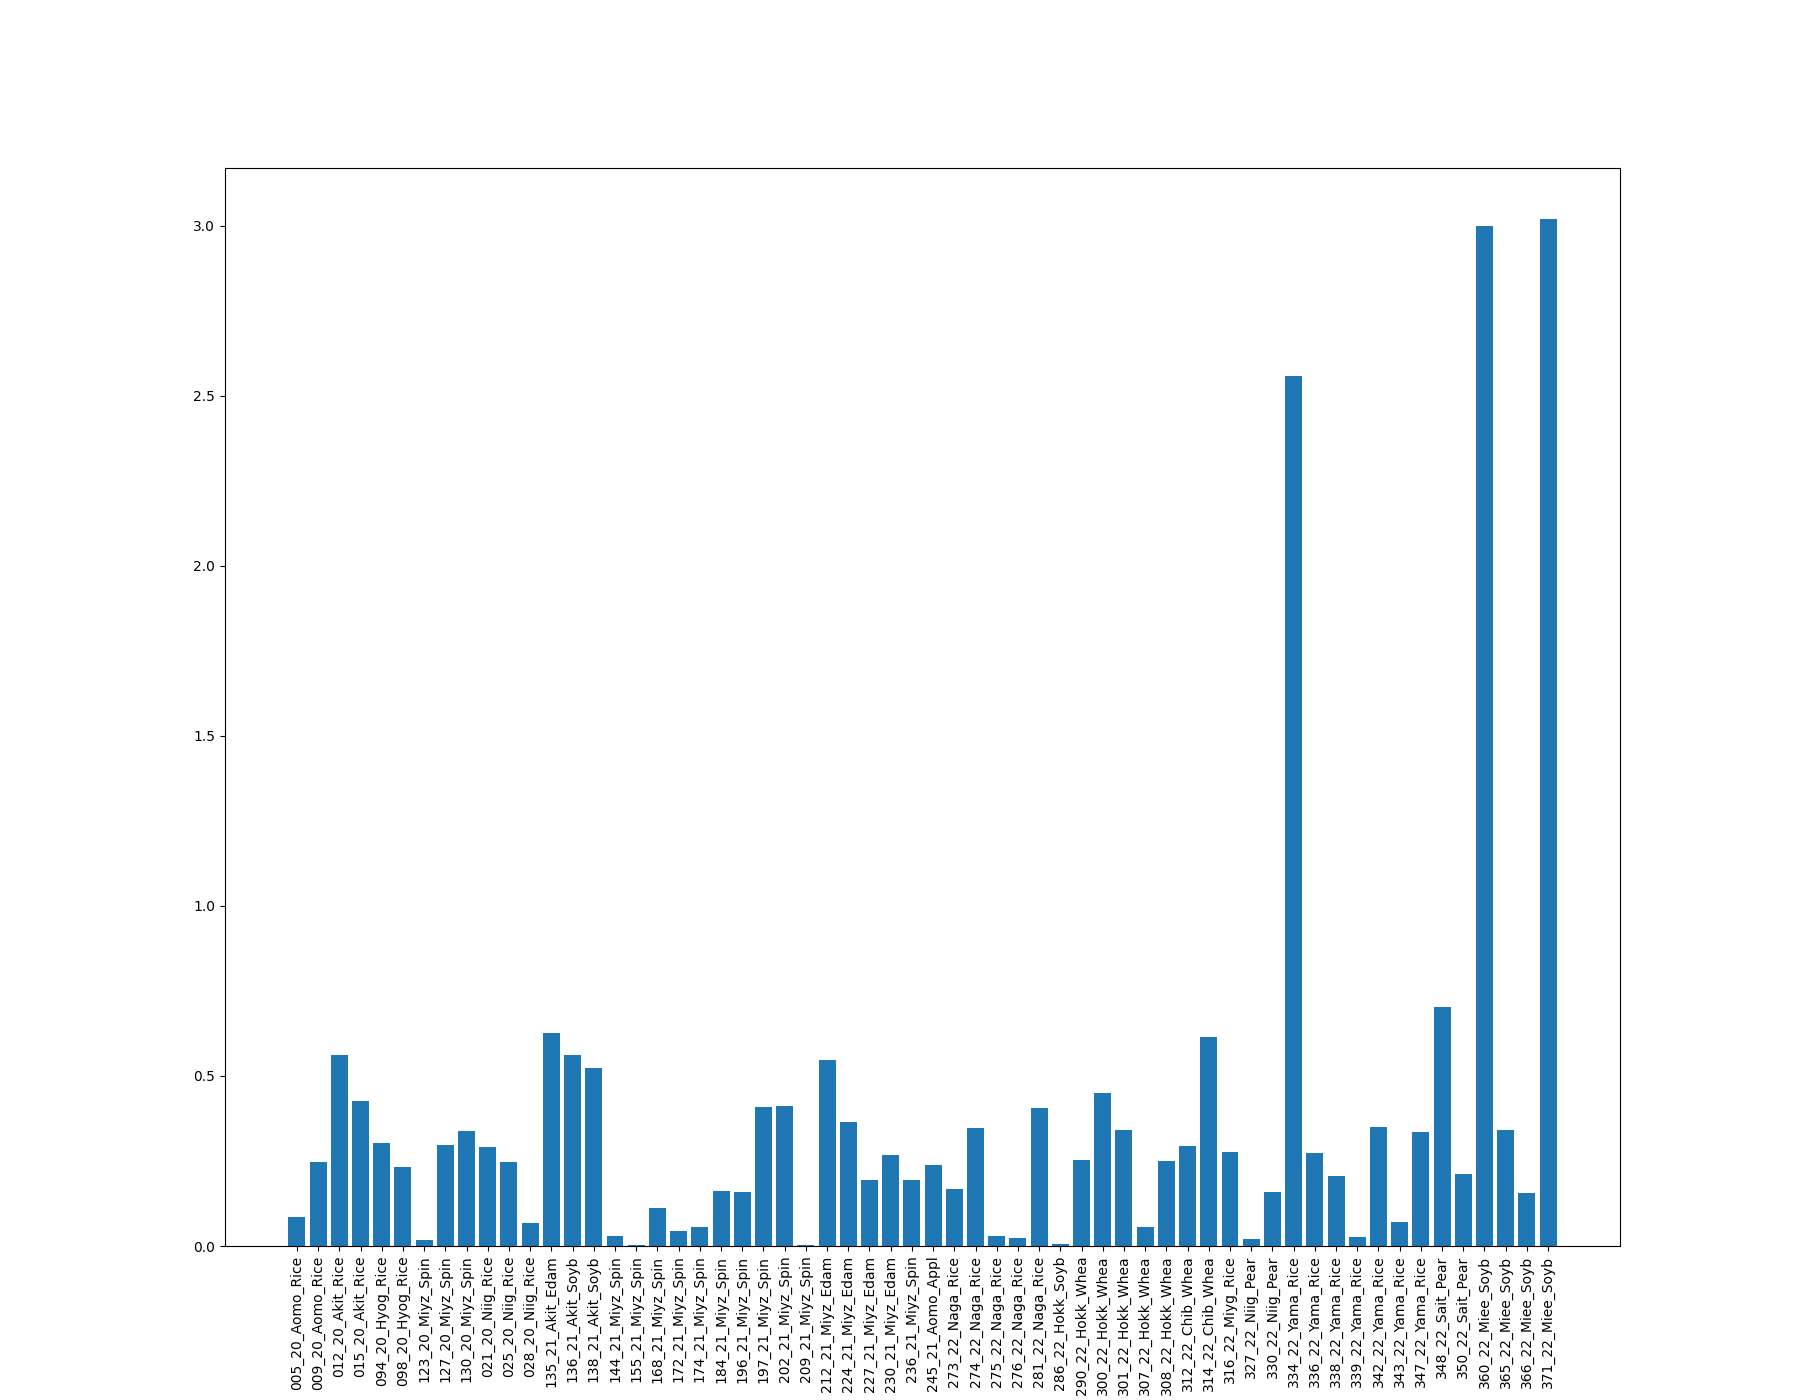 3.0
2.5
2.0
1.5
1.0
0.5
0.0
005_20_Aomo_Rice
009_20_Aomo_Rice
012_20_Akit_Rice
015_20_Akit_Rice
094_20_Hyog_Rice
098_20_Hyog_Rice
123_20_Miyz_Spin
127_20_Miyz_Spin
130_20_Miyz_Spin
021_20_Niig_Rice
025_20_Niig_Rice
028_20_Niig_Rice
135_21_Akit_Edam
136_21_Akit_Soyb
138_21_Akit_Soyb
144_21_Miyz_Spin
155_21_Miyz_Spin
168_21_Miyz_Spin
172_21_Miyz_Spin
174_21_Miyz_Spin
184_21_Miyz_Spin
196_21_Miyz_Spin
197_21_Miyz_Spin
202_21_Miyz_Spin
209_21_Miyz_Spin
212_21_Miyz_Edam
224_21_Miyz_Edam
227_21_Miyz_Edam
230_21_Miyz_Edam
236_21_Miyz_Spin
245_21_Aomo_Appl
273_22_Naga_Rice
274_22_Naga_Rice
275_22_Naga_Rice
276_22_Naga_Rice
281_22_Naga_Rice
286_22_Hokk_Soyb
290_22_Hokk_Whea
300_22_Hokk_Whea
301_22_Hokk_Whea
307_22_Hokk_Whea
308_22_Hokk_Whea
312_22_Chib_Whea
314_22_Chib_Whea
316_22_Miyg_Rice
327_22_Niig_Pear
330_22_Niig_Pear
334_22_Yama_Rice
336_22_Yama_Rice
338_22_Yama_Rice
339_22_Yama_Rice
342_22_Yama_Rice
343_22_Yama_Rice
347_22_Yama_Rice
348_22_Sait_Pear
350_22_Sait_Pear
360_22_Miee_Soyb
365_22_Miee_Soyb
366_22_Miee_Soyb
371_22_Miee_Soyb